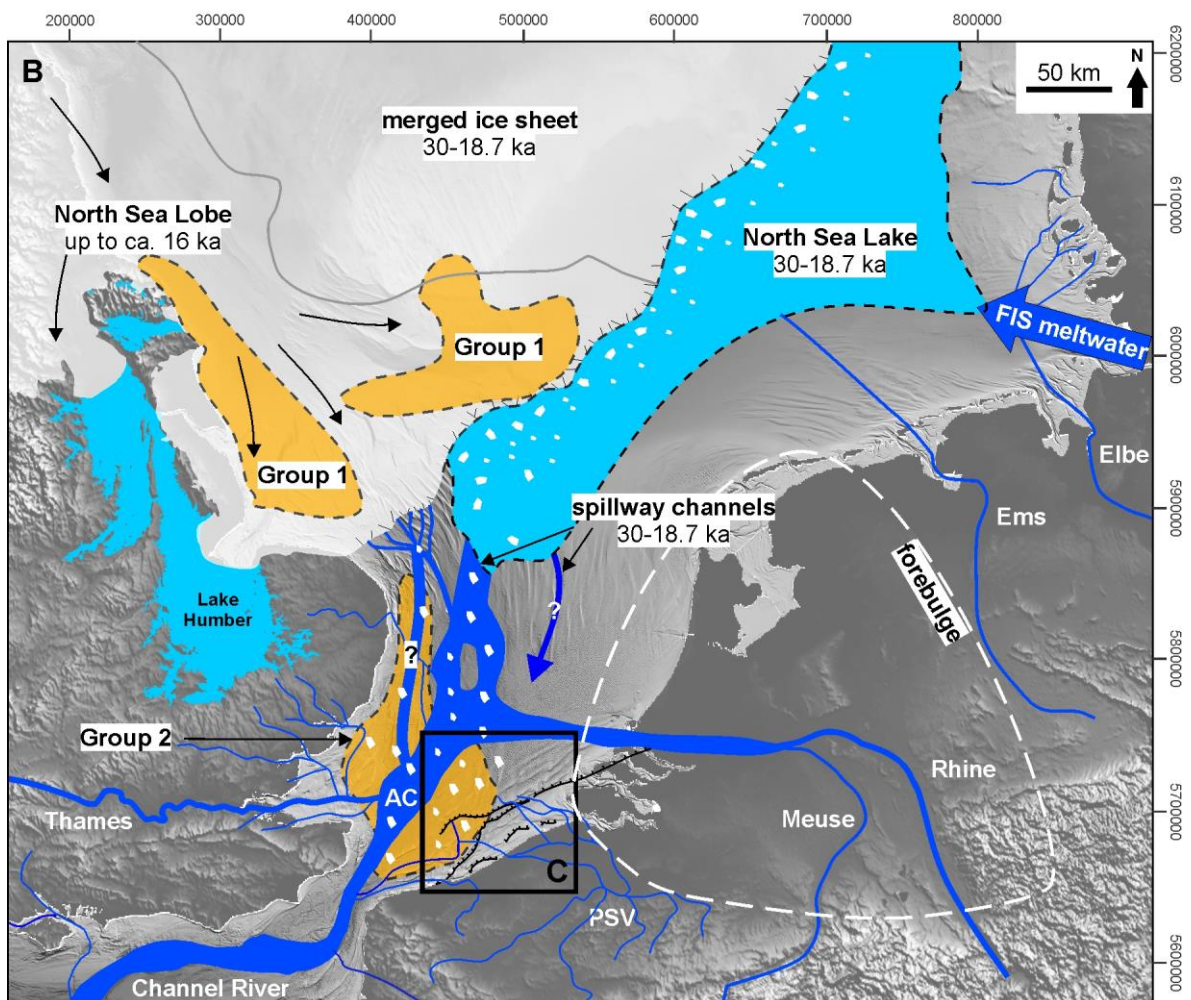 200000
300000
400000
500000
600000
700000
800000
B
N
50 km
6200000
merged ice sheet
30-18.7 ka
North Sea Lobe
up to ca. 16 ka
6100000
North Sea Lake
30-18.7 ka
FIS meltwater
6000000
Group 1
Group 1
Elbe
spillway channels
30-18.7 ka
Ems
5900000
forebulge
Lake
Humber
?
?
5800000
Group 2
Rhine
AC
Thames
Meuse
5700000
C
PSV
Channel River
5600000